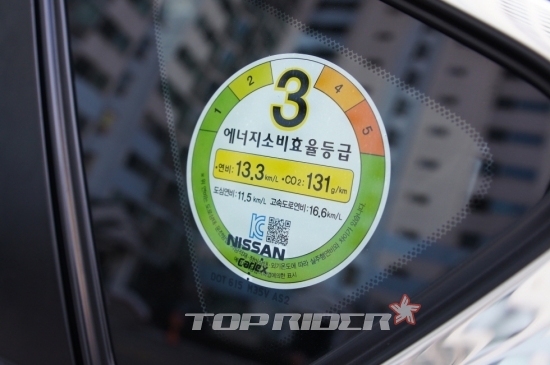 1 2 3 4 5
에너지소비효율등급
• 연비: 13.3 km/L • CO2: 131 g/km
도심연비: 11.5 km/L 고속도로연비: 16.6 km/L
NISSAN
Carlex
TOPRIDER